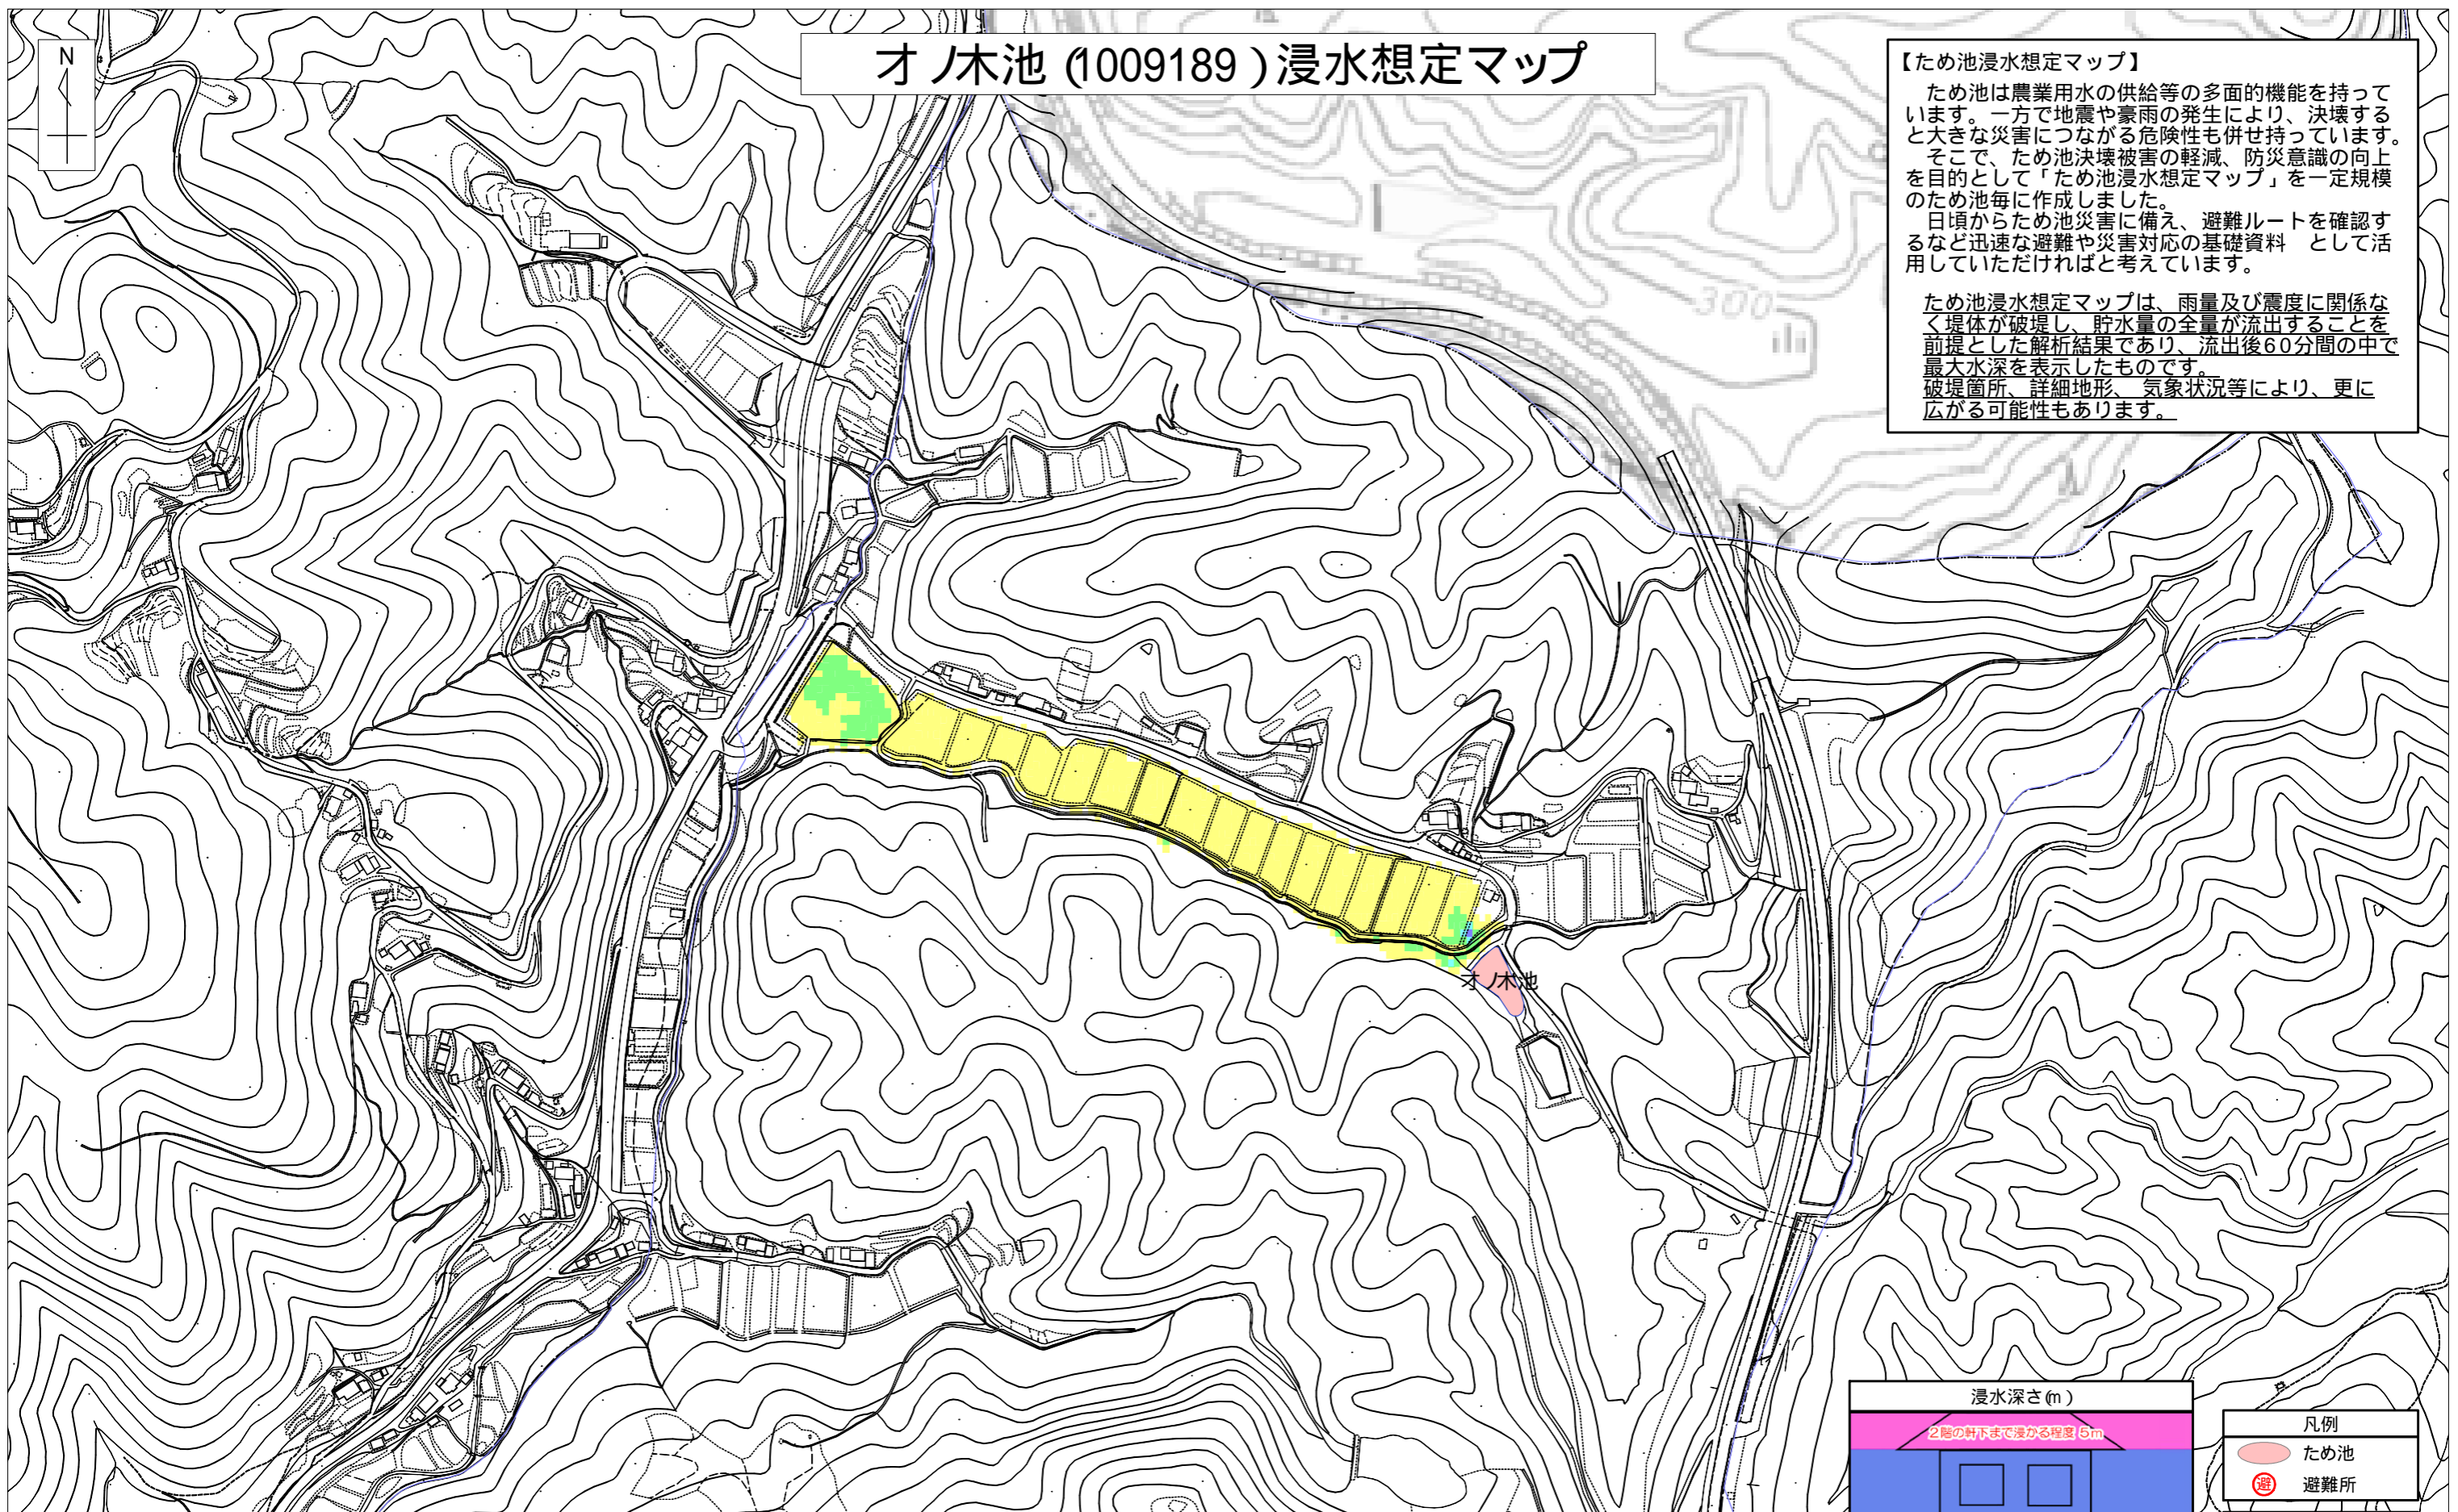 N
オノ木池 (1009189 ) 浸水想定マップ
【ため池浸水想定マップ】
ため池は農業用水の供給等の多面的機能を持って
います。一方で地震や豪雨の発生により、決壊する
と大きな災害につながる危険性も併せ持っています。
そこで、ため池決壊被害の軽減、防災意識の向上
を目的として「ため池浸水想定マップ」を一定規模
のため池毎に作成しました。
日頃からため池災害に備え、避難ルートを確認す
るなど迅速な避難や災害対応の基礎資料　として活
用していただければと考えています。
ため池浸水想定マップは、雨量及び震度に関係な
く堤体が破堤し、貯水量の全量が流出することを
前提とした解析結果であり、流出後60分間の中で
最大水深を表示したものです。
破堤箇所、詳細地形、気象状況等により、更に
広がる可能性もあります。
300
オノ木池
浸水深さ(m )
2階の軒下まで浸かる程度 5m
凡例
ため池
避 避難所